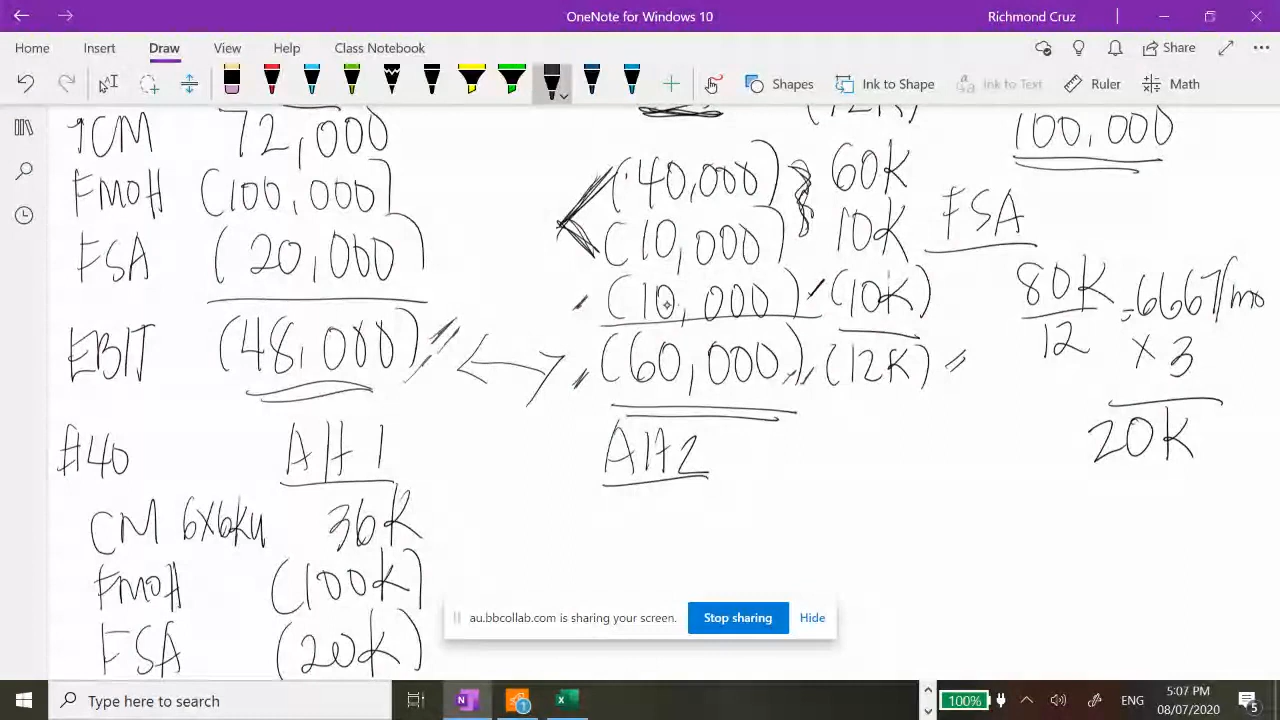 OneNote for Windows 10
Richmond Cruz
Home Insert Draw View Help Class Notebook
Share
Shapes
Ink to Shape
Ink to Text
Ruler
Math
TCM 72,000
FMOH (100,000)
FSA (20,000)
EBIT (48,000)
(12K)
(40,000) 60K
(10,000) 10K
(10,000) (10K)
(60,000) (12K)
100,000
FSA
80K = 6667/mo
12 x 3
20K
#40 Alt 1
Alt 2
CM 6x6Ku 36K
FMOH (100K)
FSA (20K)
au.bbcollab.com is sharing your screen.
Stop sharing
Hide
Type here to search
1
100%
ENG
5:07 PM
08/07/2020
5